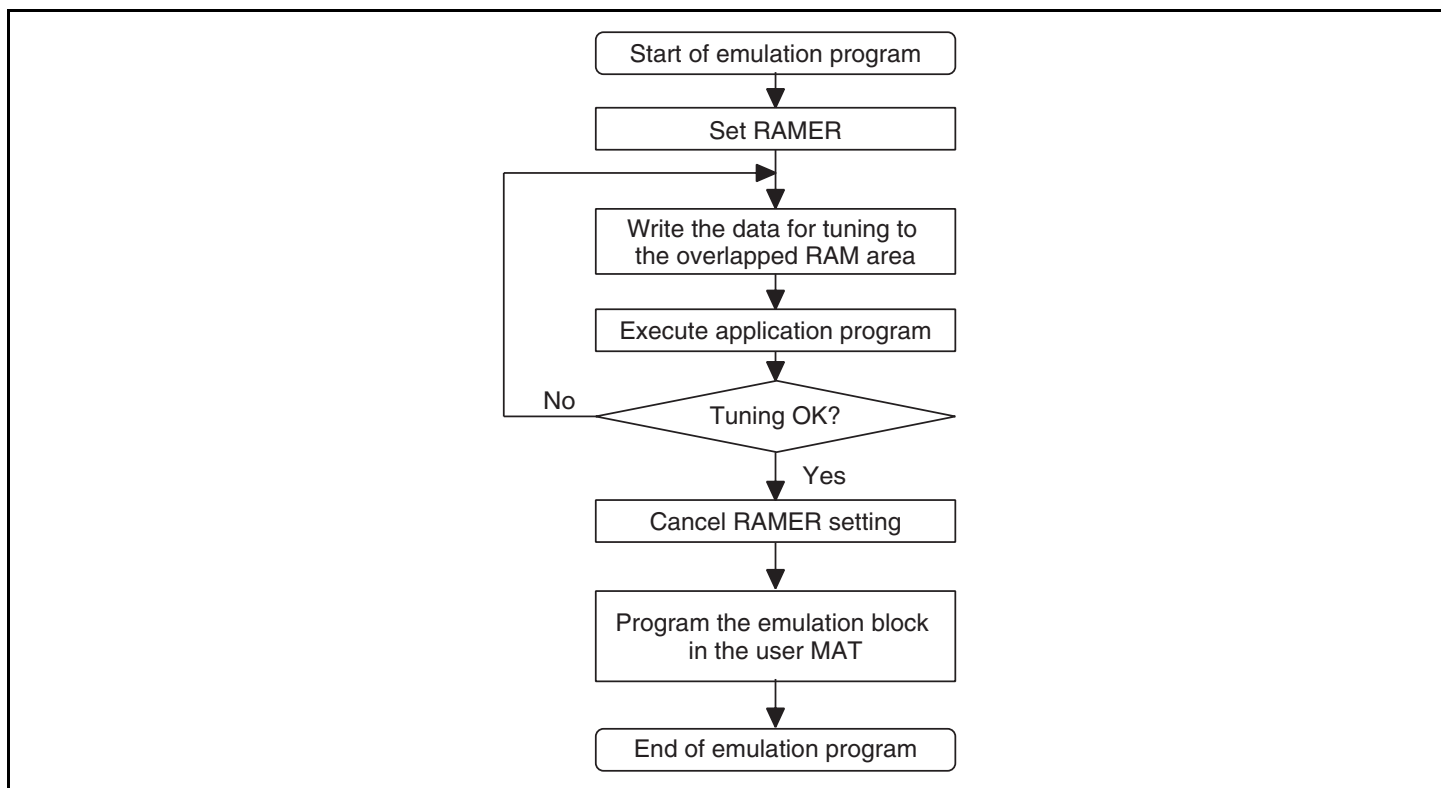 Start of emulation program
Set RAMER
Write the data for tuning to
the overlapped RAM area
Execute application program
No
Tuning OK?
Yes
Cancel RAMER setting
Program the emulation block
in the user MAT
End of emulation program